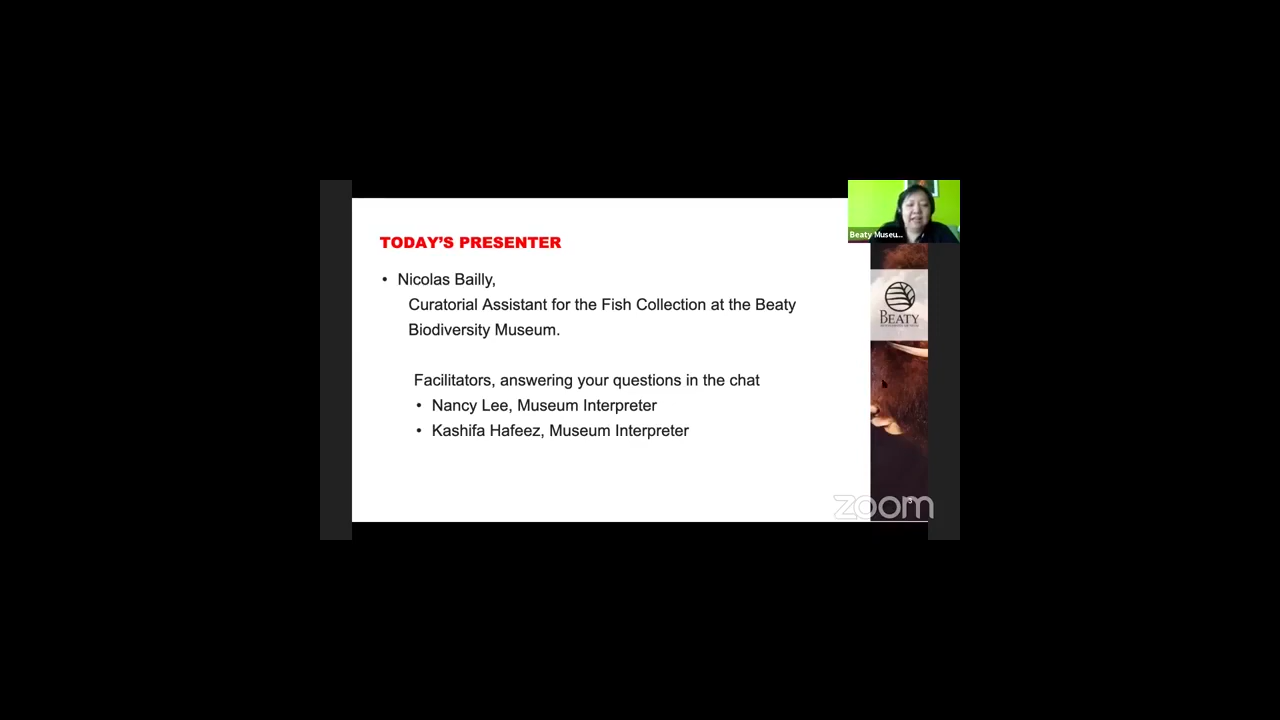 TODAY’S PRESENTER
• Nicolas Bailly,
Curatorial Assistant for the Fish Collection at the Beaty
Biodiversity Museum.
Facilitators, answering your questions in the chat
• Nancy Lee, Museum Interpreter
• Kashifa Hafeez, Museum Interpreter
Beaty Museu...
BEATY
zoom